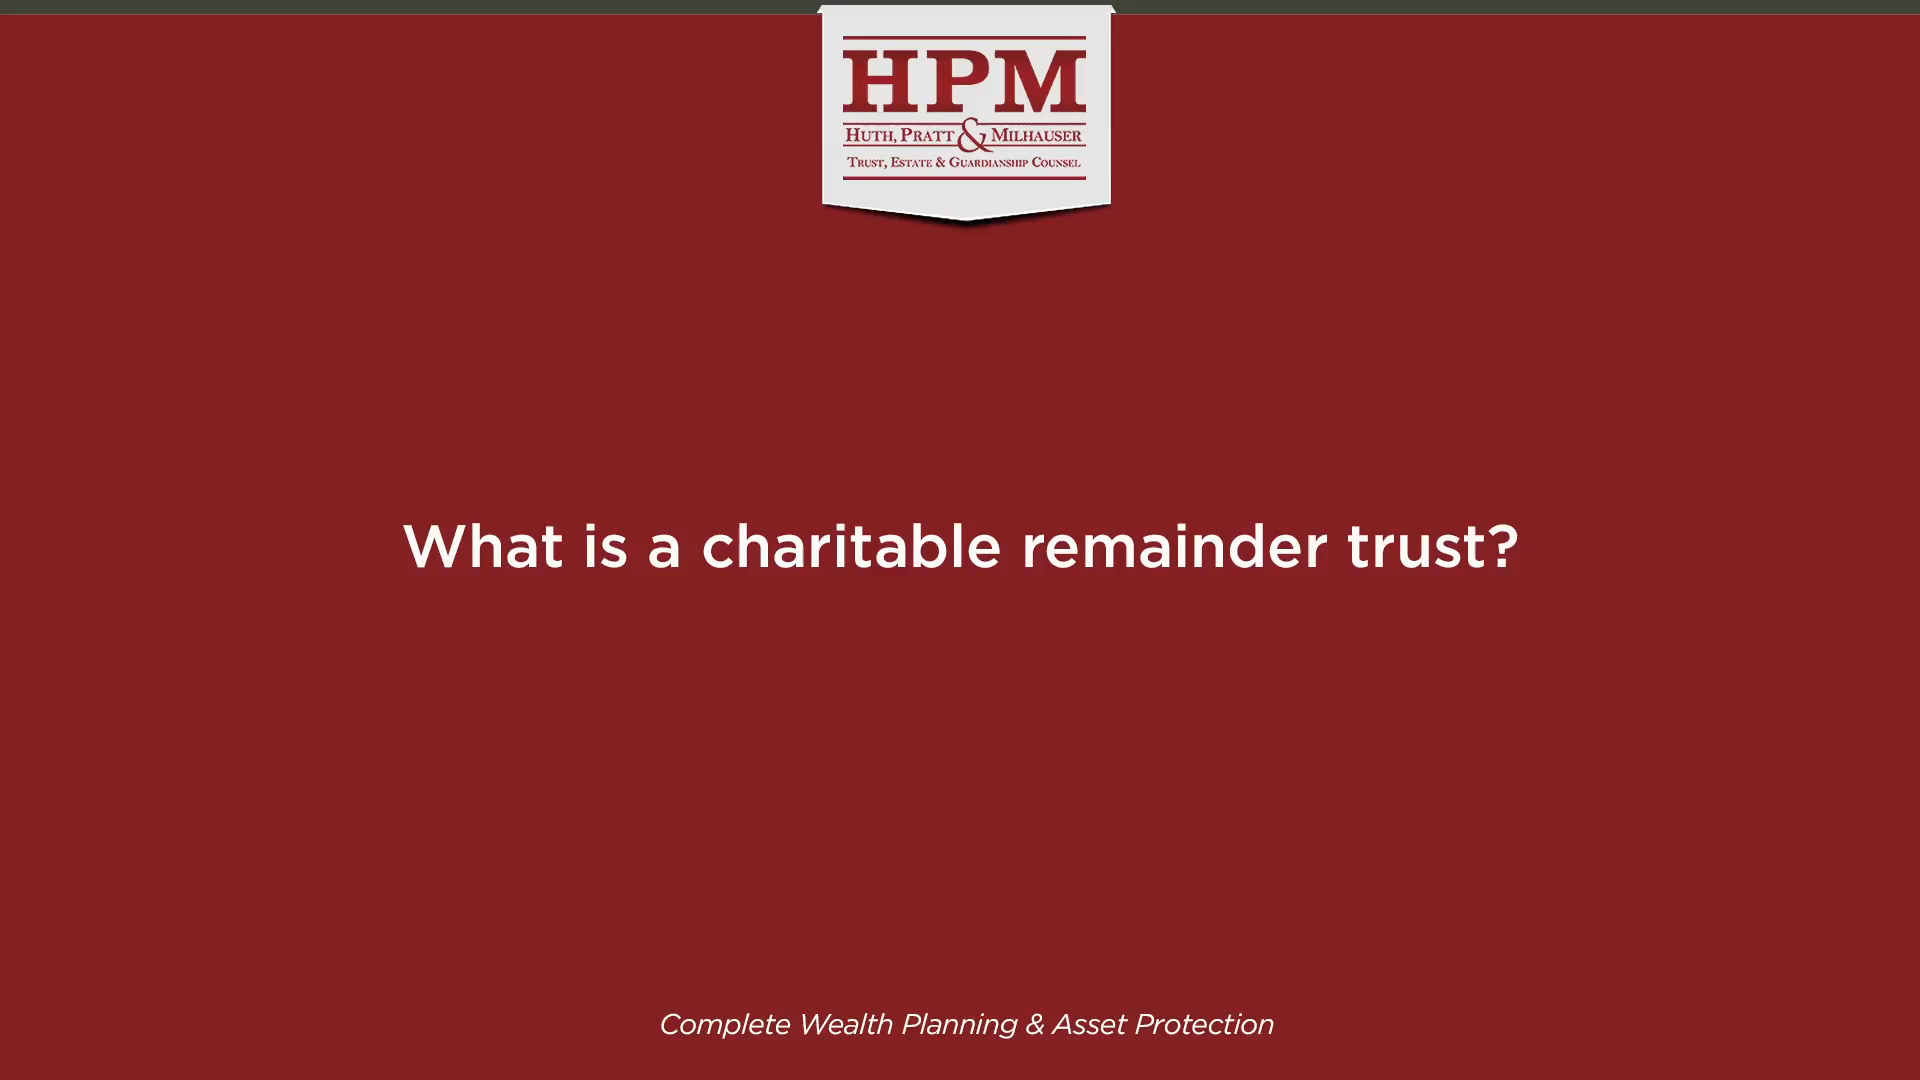 HPM
HUTH, PRATT & MILHAUSER
TRUST, ESTATE & GUARDIANSHIP COUNSEL
What is a charitable remainder trust?
Complete Wealth Planning & Asset Protection